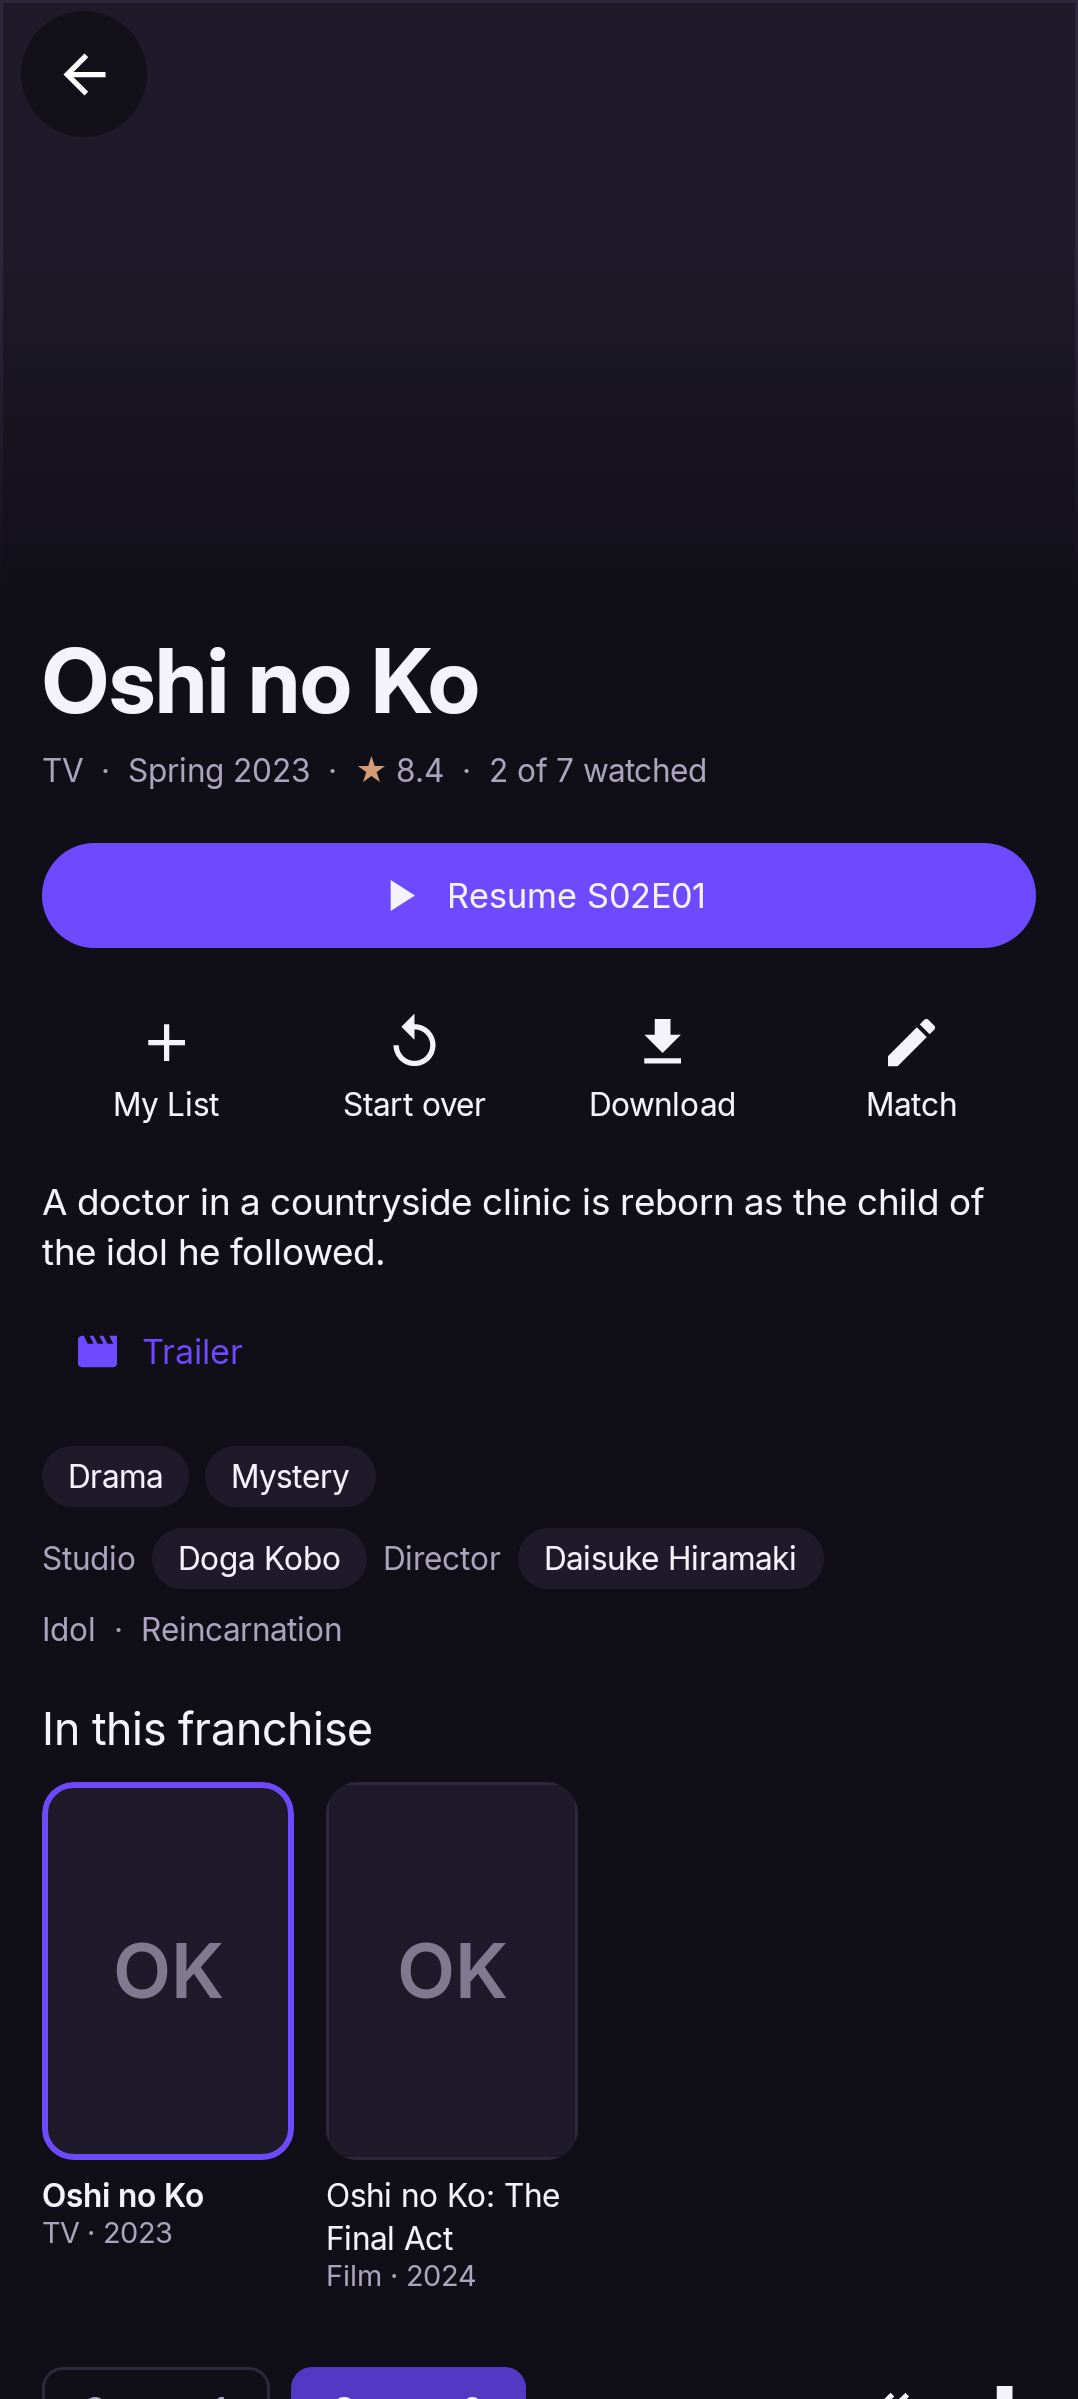 Oshi no Ko
TV · Spring 2023 · ★ 8.4 · 2 of 7 watched
Resume S02E01
My List Start over Download Match
A doctor in a countryside clinic is reborn as the child of
the idol he followed.
Trailer
Drama Mystery
Studio Doga Kobo Director Daisuke Hiramaki
Idol · Reincarnation
In this franchise
OK OK
Oshi no Ko
TV · 2023
Oshi no Ko: The
Final Act
Film · 2024